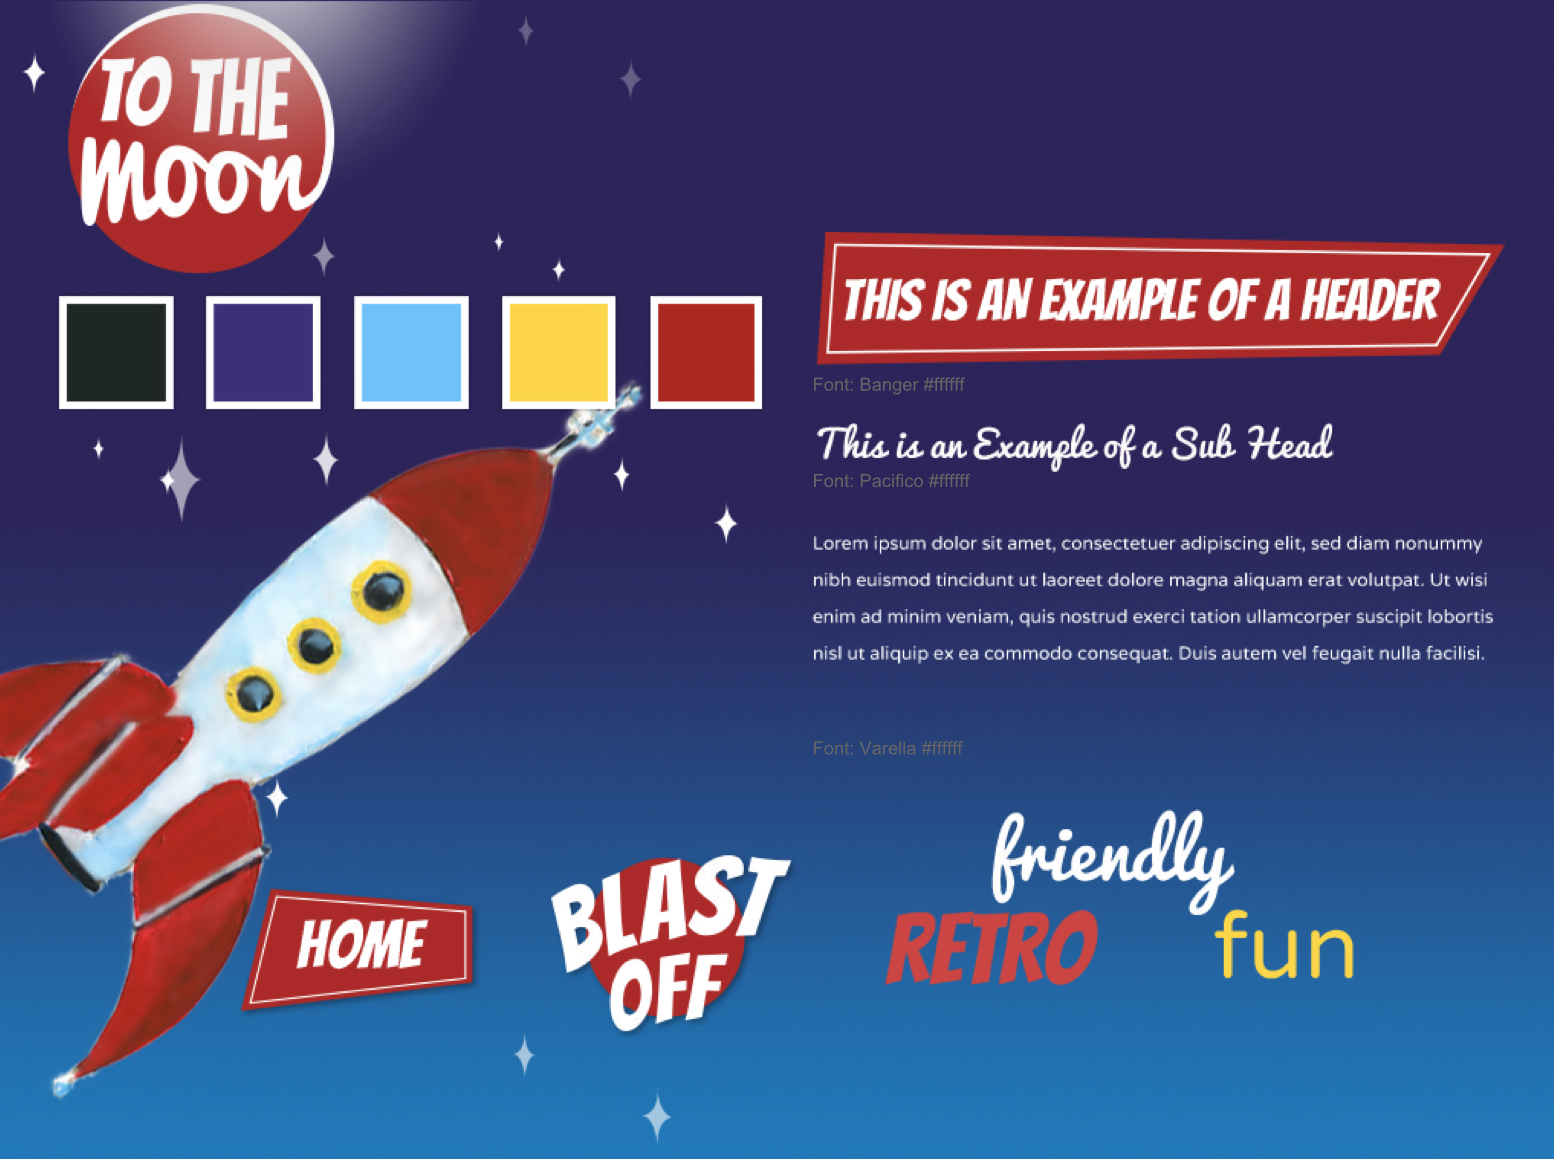 TO THE
moon
THIS IS AN EXAMPLE OF A HEADER
Font: Banger #ffffff
This is an Example of a Sub Head
Font: Pacifico #ffffff
Lorem ipsum dolor sit amet, consectetuer adipiscing elit, sed diam nonummy
nibh euismod tincidunt ut laoreet dolore magna aliquam erat volutpat. Ut wisi
enim ad minim veniam, quis nostrud exerci tation ullamcorper suscipit lobortis
nisl ut aliquip ex ea commodo consequat. Duis autem vel feugait nulla facilisi.
Font: Varella #ffffff
HOME
BLAST
OFF
friendly
RETRO
fun